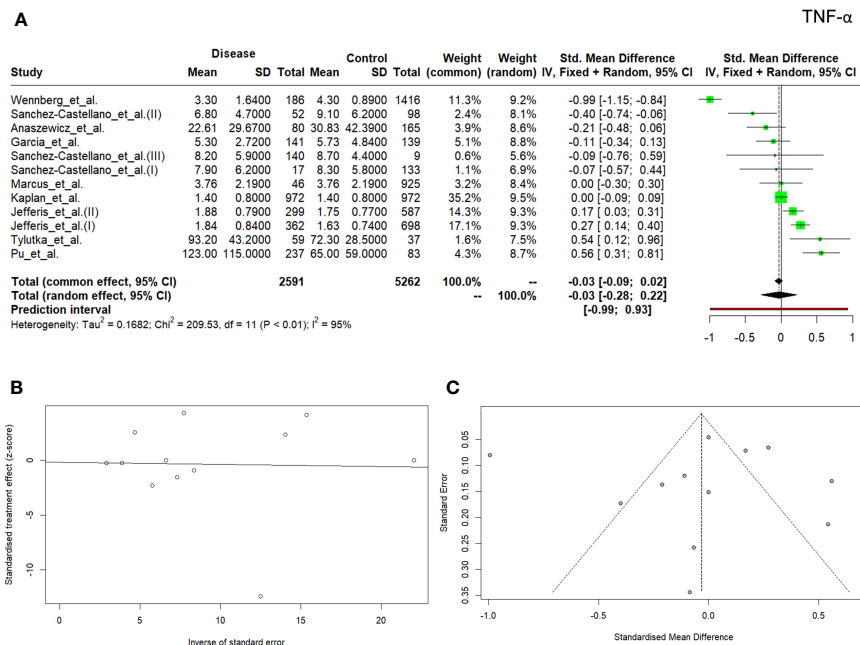 A
TNF-α
Disease Control Weight Weight Std. Mean Difference Std. Mean Difference
Study Mean SD Total Mean SD Total (common) (random) IV, Fixed + Random, 95% CI IV, Fixed + Random, 95% CI
Wennberg_et_al. 3.30 1.6400 186 4.30 0.8900 1416 11.3% 9.2% -0.99 [-1.15; -0.84]
Sanchez-Castellano_et_al.(II) 6.80 4.7000 52 9.10 6.2000 98 2.4% 8.1% -0.40 [-0.74; -0.06]
Anaszewicz_et_al. 22.61 29.6700 80 30.83 42.3900 165 3.9% 8.6% -0.21 [-0.48; 0.06]
Garcia_et_al. 5.30 2.7200 141 5.73 4.8400 139 5.1% 8.8% -0.11 [-0.34; 0.13]
Sanchez-Castellano_et_al.(III) 8.20 5.9000 140 8.70 4.4000 9 0.6% 5.6% -0.09 [-0.76; 0.59]
Sanchez-Castellano_et_al.(I) 7.90 6.2000 17 8.30 5.8000 133 1.1% 6.9% -0.07 [-0.57; 0.44]
Marcus_et_al. 3.76 2.1900 46 3.76 2.1900 925 3.2% 8.4% 0.00 [-0.30; 0.30]
Kaplan_et_al. 1.40 0.8000 972 1.40 0.8000 972 35.2% 9.4% 0.00 [-0.09; 0.09]
Jefferis_et_al.(II) 1.88 0.7900 299 1.75 0.7700 587 14.3% 9.3% 0.17 [ 0.03; 0.31]
Jefferis_et_al.(I) 1.84 0.8400 362 1.63 0.7400 698 16.9% 9.3% 0.27 [ 0.14; 0.40]
Tylutka_et_al. 93.20 43.2000 59 72.30 28.5000 37 1.6% 7.5% 0.54 [ 0.12; 0.96]
Pu_et_al. 123.00 115.0000 237 65.00 59.0000 83 4.3% 8.7% 0.56 [ 0.31; 0.81]
Total (common effect, 95% CI) 2591 5262 100.0% -- -0.03 [-0.09; 0.02]
Total (random effect, 95% CI) -- 100.0% -0.03 [-0.28; 0.22]
Prediction interval [-0.99; 0.93]
Heterogeneity: Tau² = 0.1682; Chi² = 209.53, df = 11 (P < 0.01); I² = 95%
-1 -0.5 0 0.5 1
B
Standardised treatment effect (z-score)
0
-5
-10
0 5 10 15 20
Inverse of standard error
C
Standard Error
0.05
0.10
0.15
0.20
0.25
0.30
0.35
-1.0 -0.5 0.0 0.5
Standardised Mean Difference